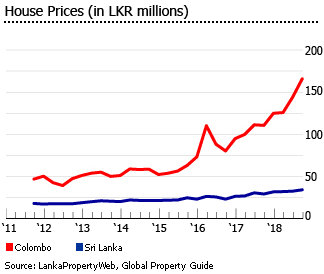 House Prices (in LKR millions)
200
150
100
50
0
'11 '12 '13 '14 '15 '16 '17 '18
Colombo Sri Lanka
Source: LankaPropertyWeb, Global Property Guide